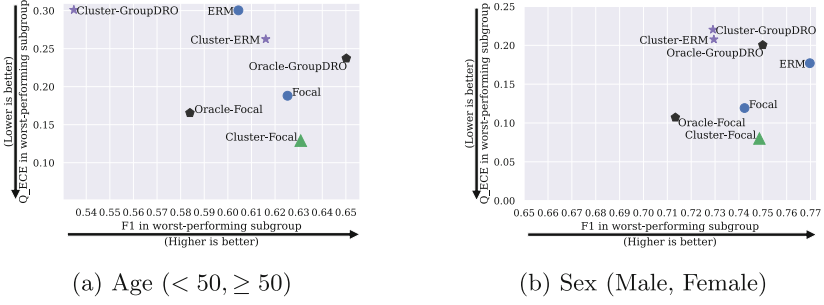 (Lower is better)
Q_ECE in worst-performing subgroup
0.30
0.25
0.20
0.15
0.10
Cluster-GroupDRO
ERM
Cluster-ERM
Oracle-GroupDRO
Focal
Oracle-Focal
Cluster-Focal
0.54 0.55 0.56 0.57 0.58 0.59 0.60 0.61 0.62 0.63 0.64 0.65
F1 in worst-performing subgroup
(Higher is better)
(a) Age (< 50, ≥ 50)
(Lower is better)
Q_ECE in worst-performing subgroup
0.25
0.20
0.15
0.10
0.05
0.00
Cluster-GroupDRO
Cluster-ERM
Oracle-GroupDRO
ERM
Focal
Oracle-Focal
Cluster-Focal
0.65 0.66 0.67 0.68 0.69 0.70 0.71 0.72 0.73 0.74 0.75 0.76 0.77
F1 in worst-performing subgroup
(Higher is better)
(b) Sex (Male, Female)